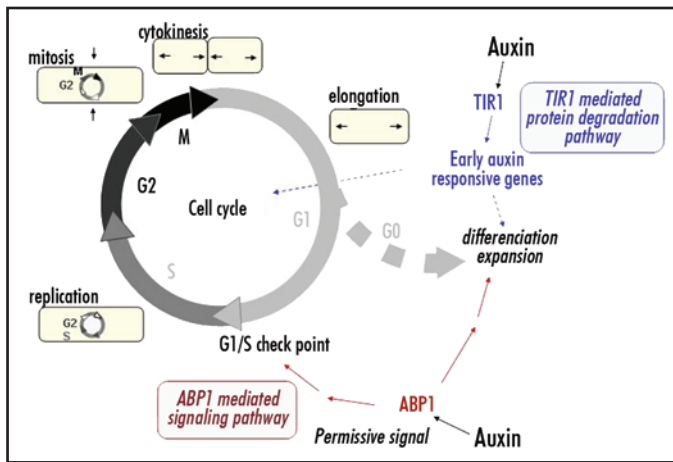 cytokinesis
mitosis
M
G2
Auxin
elongation
TIR1
TIR1 mediated
protein degradation
pathway
Early auxin
responsive genes
M
G2
Cell cycle
G1
G0
differenciation
expansion
S
replication
G2
S
G1/S check point
ABP1 mediated
signaling pathway
ABP1
Permissive signal
Auxin